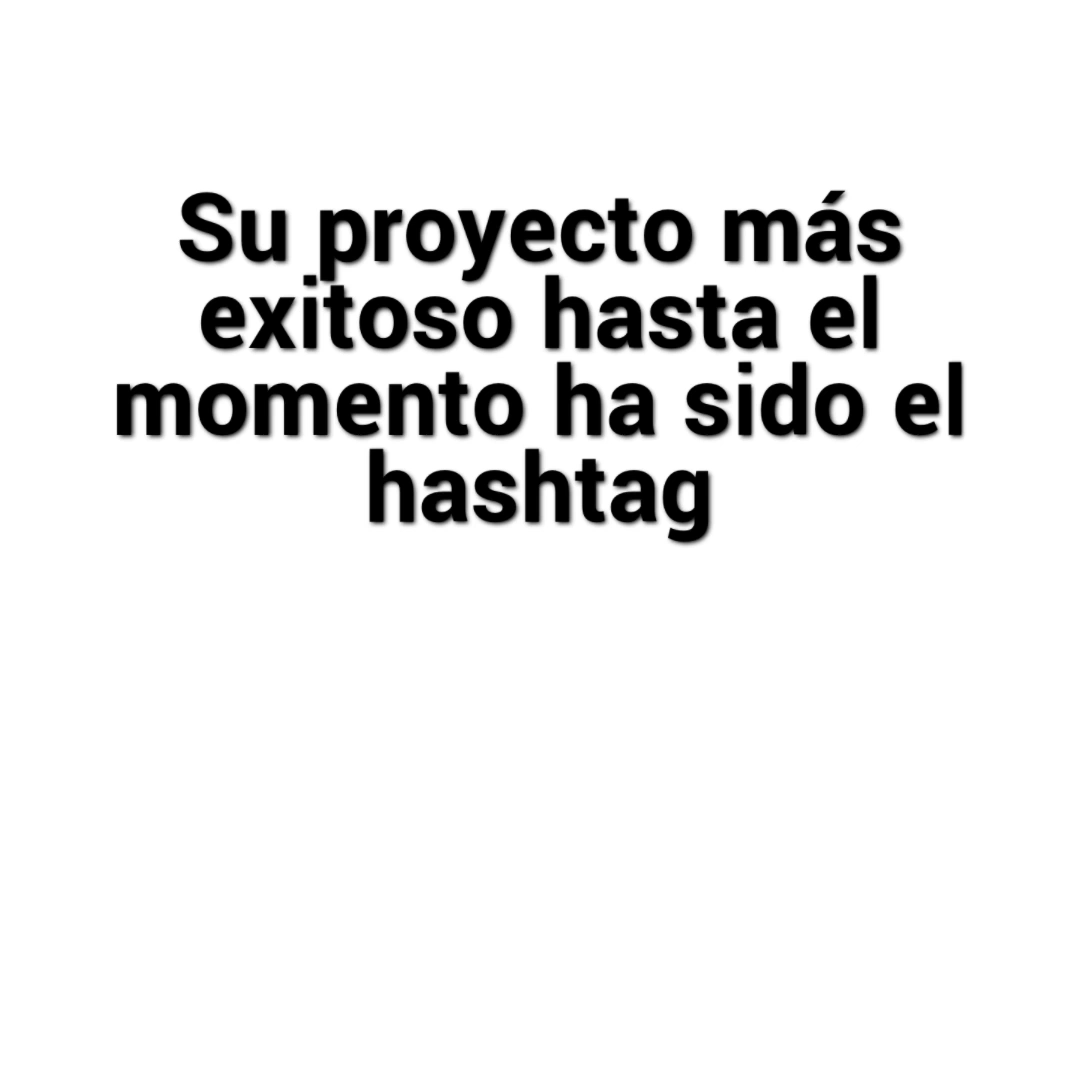 Su proyecto más
exitoso hasta el
momento ha sido el
hashtag